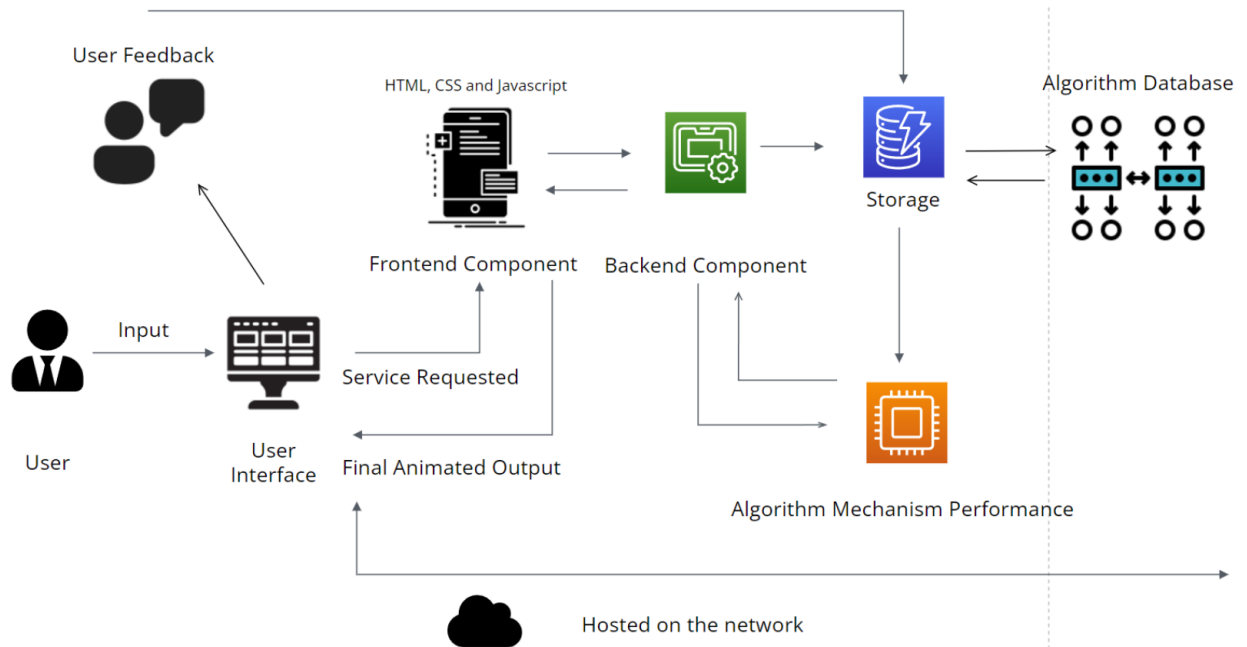 User Feedback
HTML, CSS and Javascript
Algorithm Database
Storage
Frontend Component
Backend Component
Input
Service Requested
User
User
Interface
Final Animated Output
Algorithm Mechanism Performance
Hosted on the network